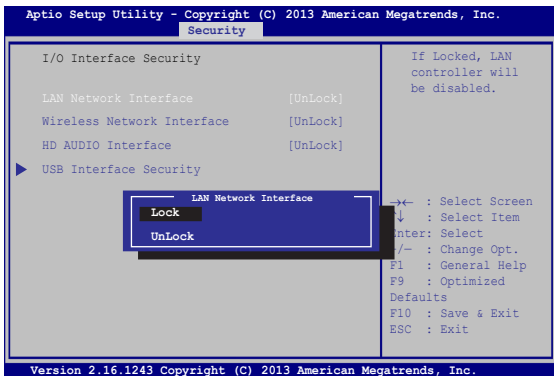 Aptio Setup Utility - Copyright (C) 2013 American Megatrends, Inc.
Security
I/O Interface Security
LAN Network Interface [UnLock]
Wireless Network Interface [UnLock]
HD AUDIO Interface [UnLock]
USB Interface Security
If Locked, LAN
controller will
be disabled.
LAN Network Interface
Lock
UnLock
→← : Select Screen
↓ : Select Item
nter: Select
/— : Change Opt.
F1 : General Help
F9 : Optimized
Defaults
F10 : Save & Exit
ESC : Exit
Version 2.16.1243 Copyright (C) 2013 American Megatrends, Inc.